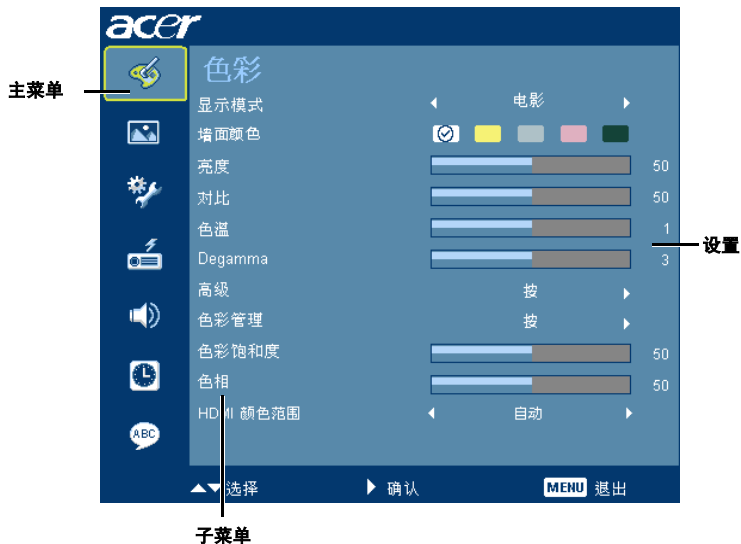 acer
色彩
主菜单
显示模式 电影
墙面颜色
亮度 50
对比 50
色温 1
设置
Degamma 3
高级 按
色彩管理 按
色彩饱和度 50
色相 50
HDMI 颜色范围 自动
ABC
选择 确认 MENU 退出
子菜单